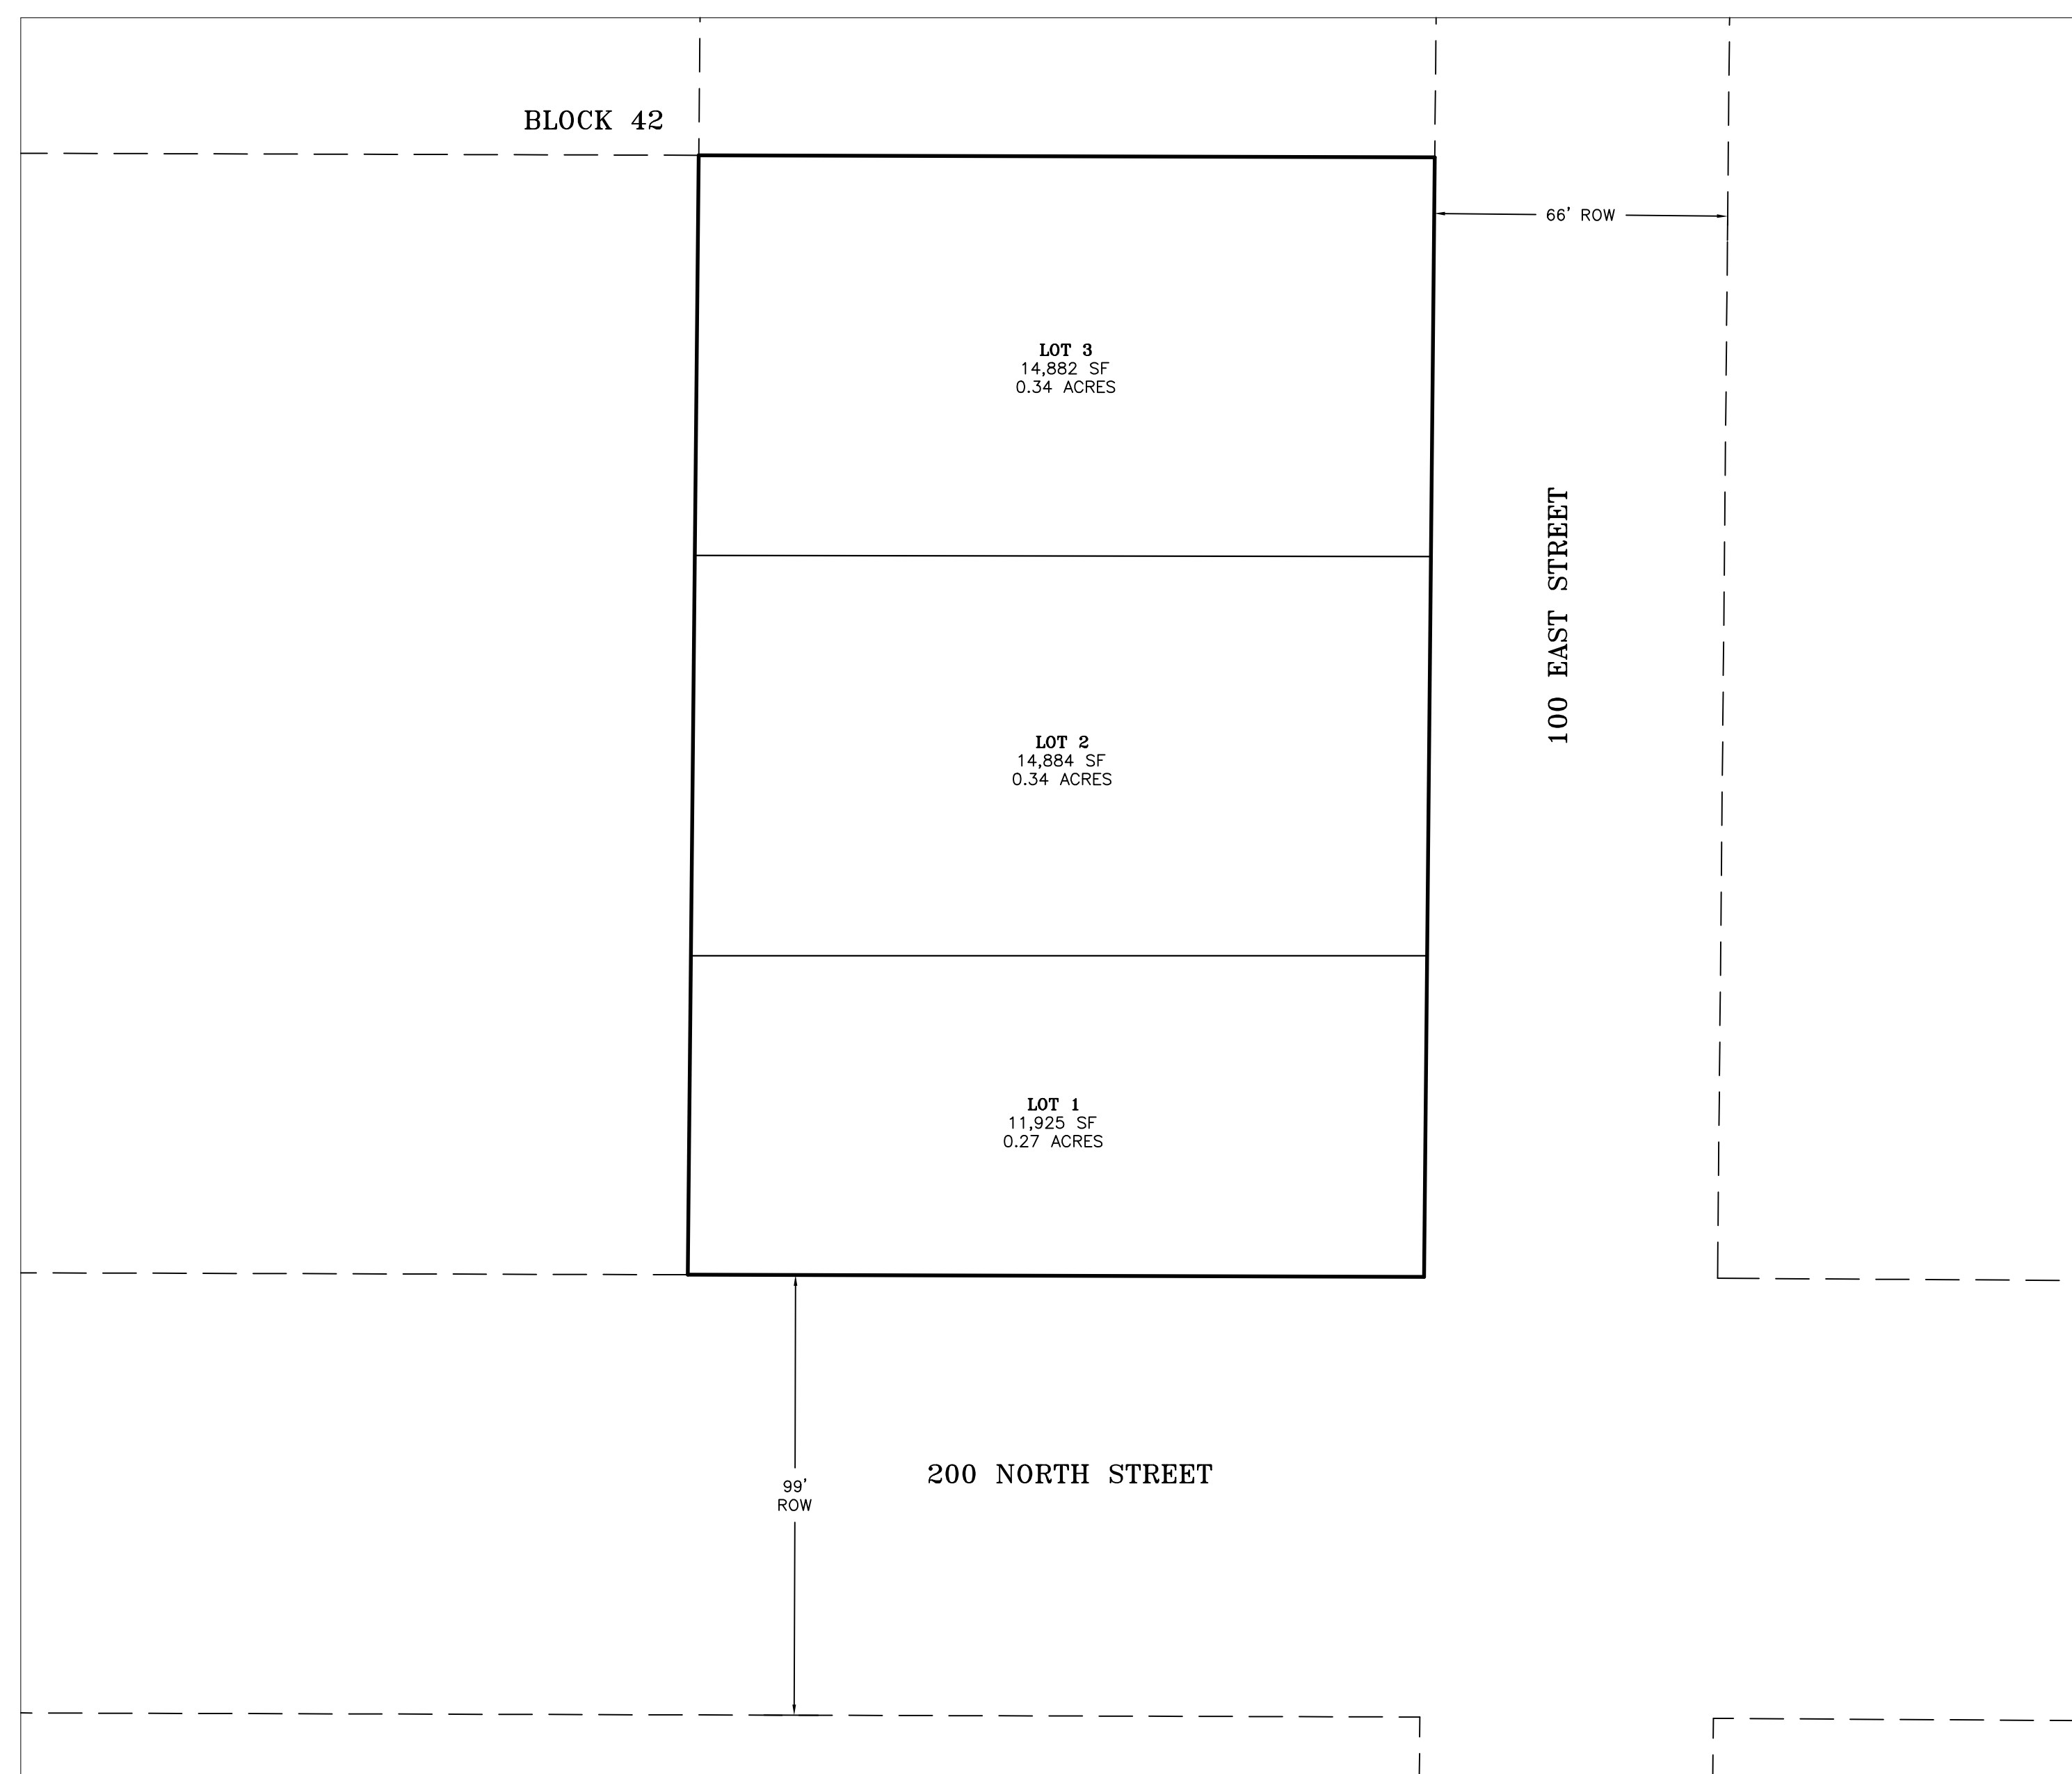 BLOCK 42
66' ROW
LOT 3
14,882 SF
0.34 ACRES
100 EAST STREET
LOT 2
14,884 SF
0.34 ACRES
LOT 1
11,925 SF
0.27 ACRES
200 NORTH STREET
99'
ROW